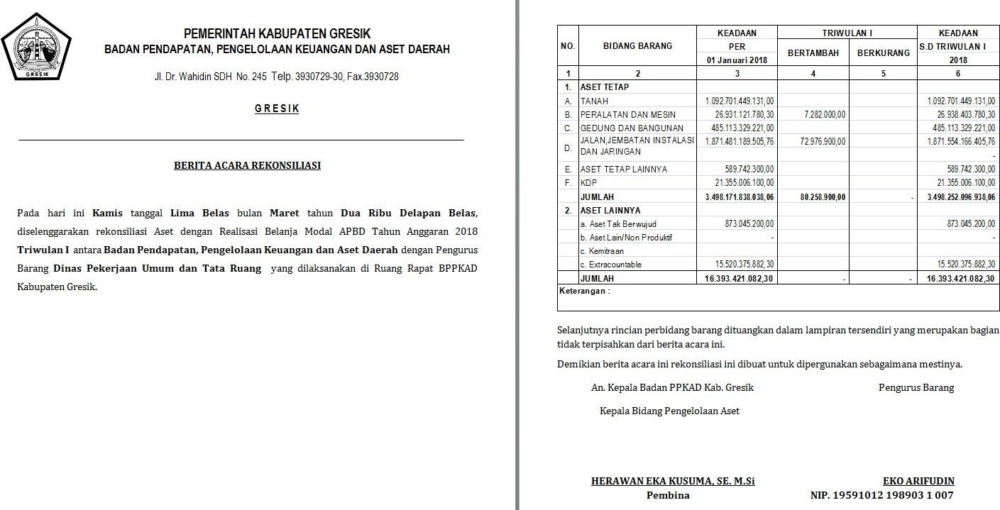 GRESIK
PEMERINTAH KABUPATEN GRESIK
BADAN PENDAPATAN, PENGELOLAAN KEUANGAN DAN ASET DAERAH
Jl. Dr. Wahidin SDH No. 245 Telp. 3930729-30, Fax.3930728
G R E S I K
BERITA ACARA REKONSILIASI
Pada hari ini Kamis tanggal Lima Belas bulan Maret tahun Dua Ribu Delapan Belas,
diselenggarakan rekonsiliasi Aset dengan Realisasi Belanja Modal APBD Tahun Anggaran 2018
Triwulan I antara Badan Pendapatan, Pengelolaan Keuangan dan Aset Daerah dengan Pengurus
Barang Dinas Pekerjaan Umum dan Tata Ruang yang dilaksanakan di Ruang Rapat BPPKAD
Kabupaten Gresik.
NO. BIDANG BARANG KEADAAN PER 01 Januari 2018 TRIWULAN I BERTAMBAH BERKURANG KEADAAN S.D TRIWULAN I 2018
1 2 3 4 5 6
1. ASET TETAP
A. TANAH 1.092.701.449.131,00 1.092.701.449.131,00
B. PERALATAN DAN MESIN 26.931.121.780,30 7.282.000,00 26.938.403.780,30
C. GEDUNG DAN BANGUNAN 485.113.329.221,00 485.113.329.221,00
D. JALAN,JEMBATAN INSTALASI 1.871.481.189.505,76 72.976.900,00 1.871.554.166.405,76
DAN JARINGAN -
E. ASET TETAP LAINNYA 589.742.300,00 589.742.300,00
F. KDP 21.355.006.100,00 21.355.006.100,00
JUMLAH 3.498.171.838.038,06 80.258.900,00 - 3.498.252.096.938,06
2. ASET LAINNYA
a. Aset Tak Berwujud 873.045.200,00 873.045.200,00
b. Aset Lain/Non Produktif - -
c. Kemitraan
c. Extracountable 15.520.375.882,30 15.520.375.882,30
JUMLAH 16.393.421.082,30 - - 16.393.421.082,30
Keterangan :
Selanjutnya rincian perbidang barang dituangkan dalam lampiran tersendiri yang merupakan bagian
tidak terpisahkan dari berita acara ini.
Demikian berita acara ini rekonsiliasi ini dibuat untuk dipergunakan sebagaimana mestinya.
An. Kepala Badan PPKAD Kab. Gresik Pengurus Barang
Kepala Bidang Pengelolaan Aset
HERAWAN EKA KUSUMA, SE. M.Si EKO ARIFUDIN
Pembina NIP. 19591012 198903 1 007